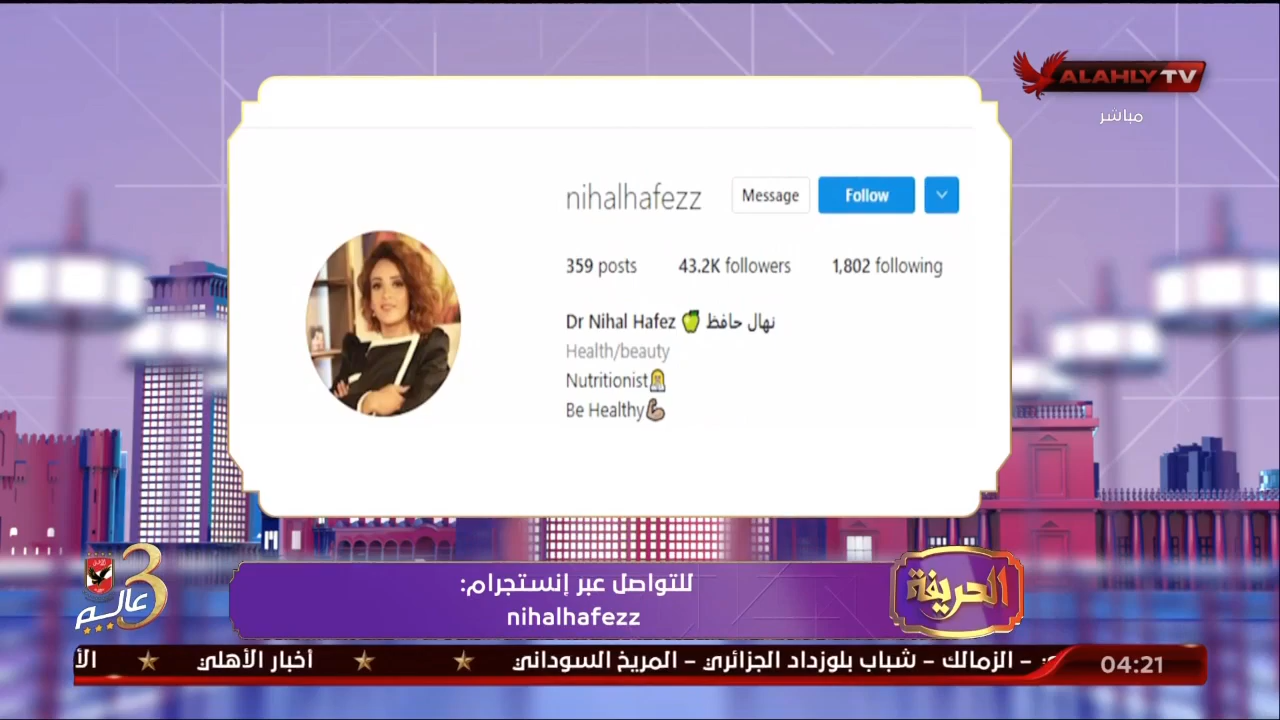 ALAHLY TV
مباشر
nihalhafezz
Message
Follow
359 posts
43.2K followers
1,802 following
Dr Nihal Hafez 🍏 نهال حافظ
Health/beauty
Nutritionist👩‍🔬
Be Healthy💪🏽
3 عالم
الحريفة
للتواصل عبر إنستجرام:
nihalhafezz
– الزمالك – شباب بلوزداد الجزائري – المريخ السوداني ★ ★ أخبار الأهلي ★
04:21